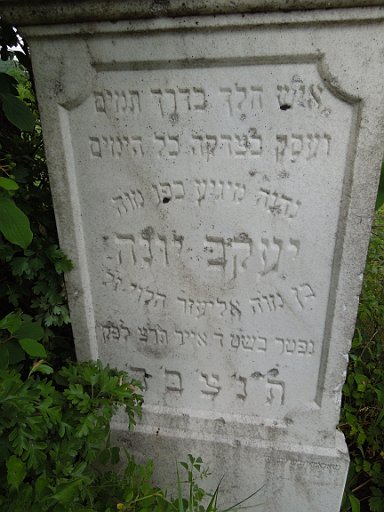 איש הלך בדרך תמים
ועסק בצדקה כל הימים
נהנה מיגיע כפו מוה
יעקב יונה
בן מוה אליעזר הלוי ז״ל
נפטר בשט ד אייר תרצ לפק
ת נ צ ב ה